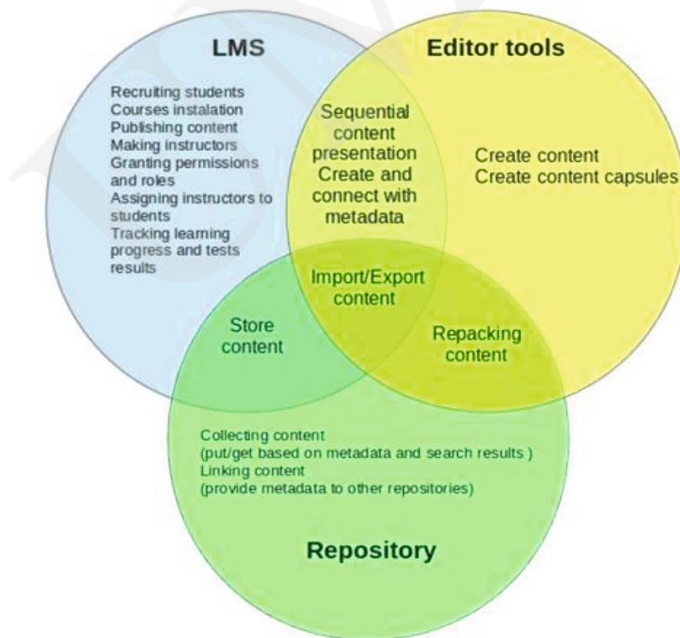 LMS
Recruiting students
Courses instalation
Publishing content
Making instructors
Granting permissions
and roles
Assigning instructors to
students
Tracking learning
progress and tests
results
Editor tools
Sequential
content
presentation
Create and
connect with
metadata
Create content
Create content capsules
Import/Export
content
Store
content
Repacking
content
Collecting content
(put/get based on metadata and search results )
Linking content
(provide metadata to other repositories)
Repository